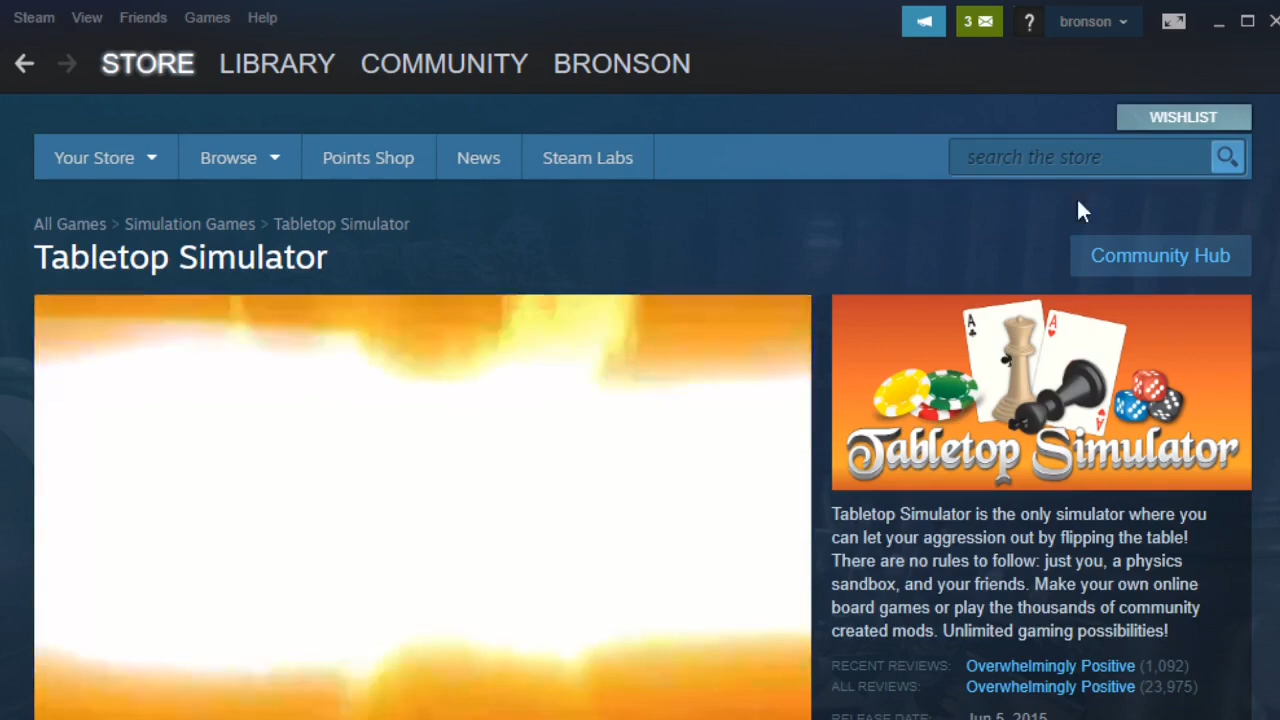 Steam View Friends Games Help
3 ? bronson
STORE LIBRARY COMMUNITY BRONSON
WISHLIST
Your Store Browse Points Shop News Steam Labs search the store
All Games > Simulation Games > Tabletop Simulator
Tabletop Simulator
Community Hub
A A A
Tabletop Simulator
Tabletop Simulator is the only simulator where you
can let your aggression out by flipping the table!
There are no rules to follow: just you, a physics
sandbox, and your friends. Make your own online
board games or play the thousands of community
created mods. Unlimited gaming possibilities!
RECENT REVIEWS: Overwhelmingly Positive (1,092)
ALL REVIEWS: Overwhelmingly Positive (23,975)
RELEASE DATE: Jun 5, 2015